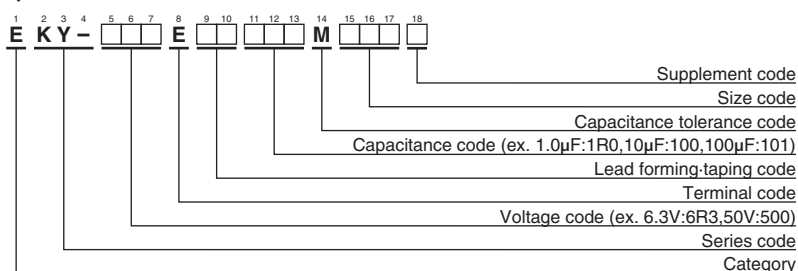 1 2 3 4 5 6 7 8 9 10 11 12 13 14 15 16 17 18
E K Y – □□□ E □□ □□□ M □□□ □
Supplement code
Size code
Capacitance tolerance code
Capacitance code (ex. 1.0μF:1R0,10μF:100,100μF:101)
Lead forming·taping code
Terminal code
Voltage code (ex. 6.3V:6R3,50V:500)
Series code
Category